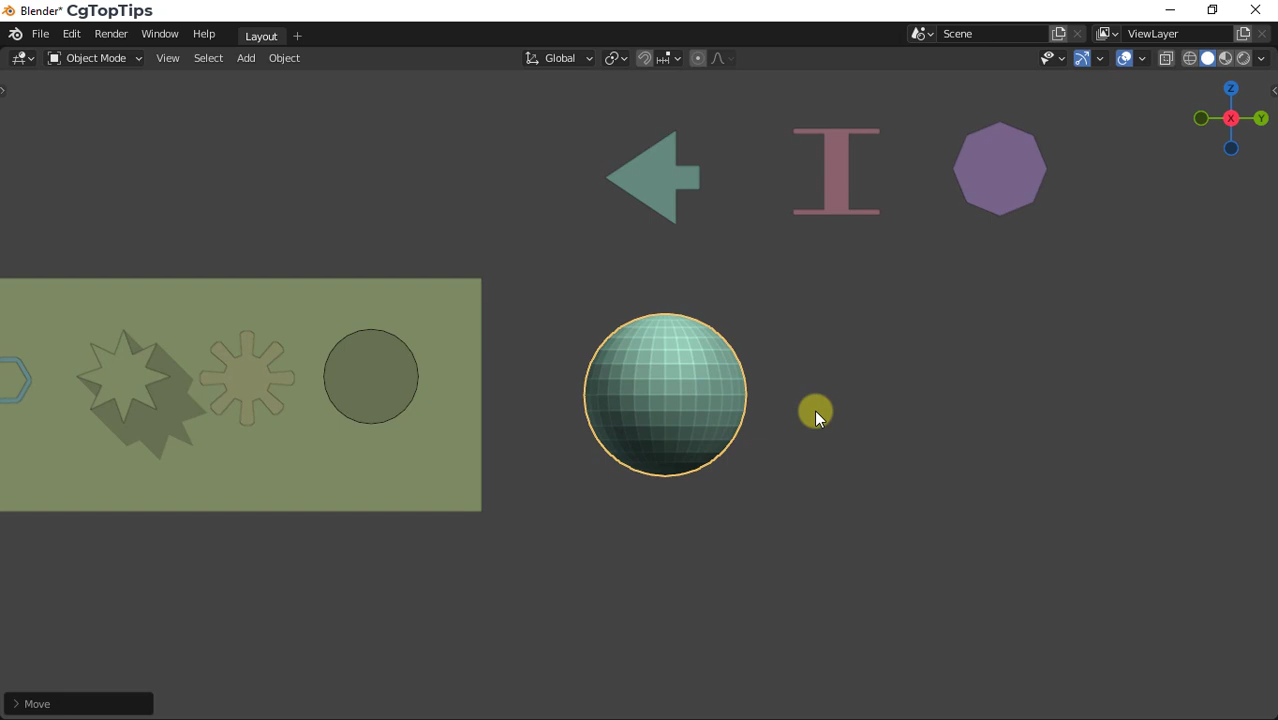 Blender* CgTopTips
File Edit Render Window Help Layout + Scene ViewLayer
Object Mode View Select Add Object Global
Z
X Y
Move